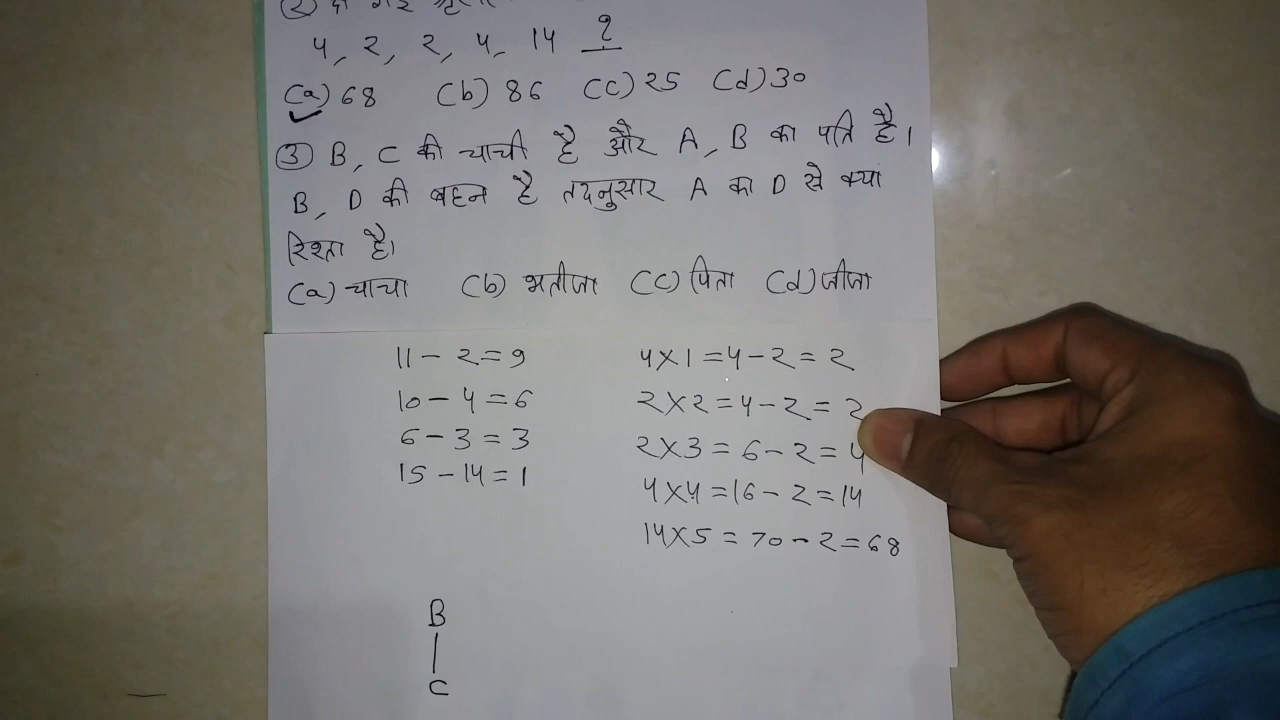 4, 2, 2, 4, 14 ?
(a) 68 (b) 86 (c) 25 (d) 30
③ B, C की चाची है और A, B का पति है।
B, D की बहन है तदनुसार A का D से क्या
रिश्ता है।
(a) चाचा (b) भतीजा (c) पिता (d) जीजा
11 - 2 = 9
10 - 4 = 6
6 - 3 = 3
15 - 14 = 1
4 × 1 = 4 - 2 = 2
2 × 2 = 4 - 2 = 2
2 × 3 = 6 - 2 = 4
4 × 4 = 16 - 2 = 14
14 × 5 = 70 - 2 = 68
B
C